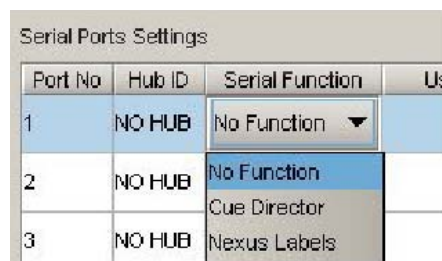 Serial Ports Settings
Port No Hub ID Serial Function
1 NO HUB No Function
No Function
2 NO HUB
Cue Director
3 NO HUB Nexus Labels